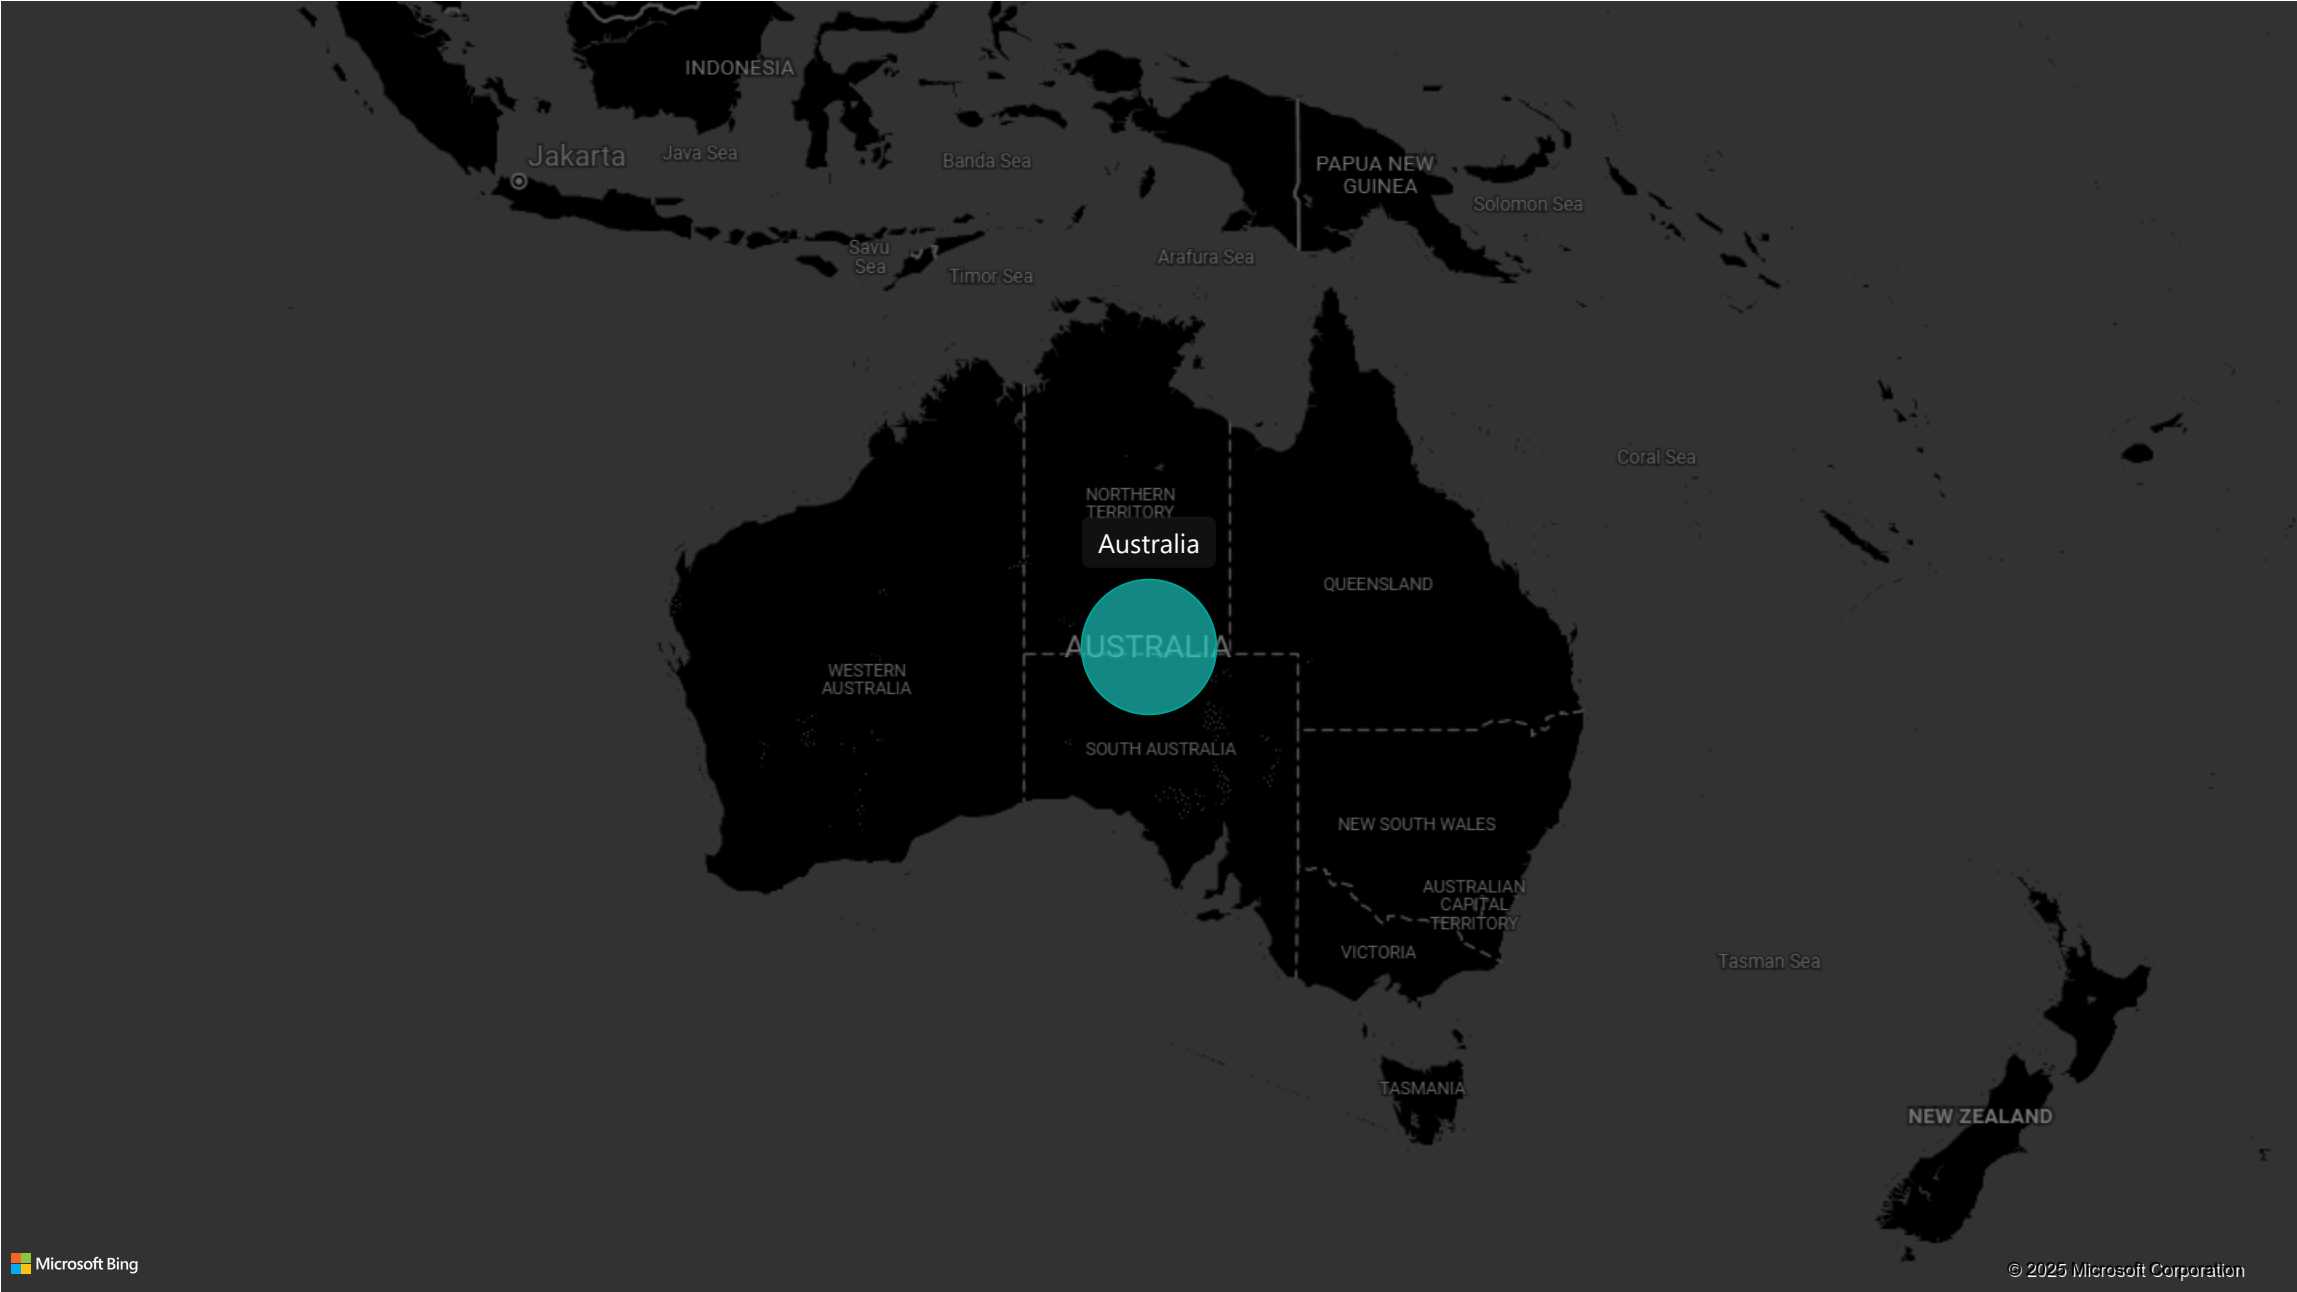 INDONESIA
Jakarta
Java Sea
Banda Sea
PAPUA NEW
GUINEA
Solomon Sea
Savu
Sea
Timor Sea
Arafura Sea
Coral Sea
NORTHERN
TERRITORY
Australia
QUEENSLAND
AUSTRALIA
WESTERN
AUSTRALIA
SOUTH AUSTRALIA
NEW SOUTH WALES
AUSTRALIAN
CAPITAL
TERRITORY
VICTORIA
Tasman Sea
TASMANIA
NEW ZEALAND
Microsoft Bing
© 2025 Microsoft Corporation